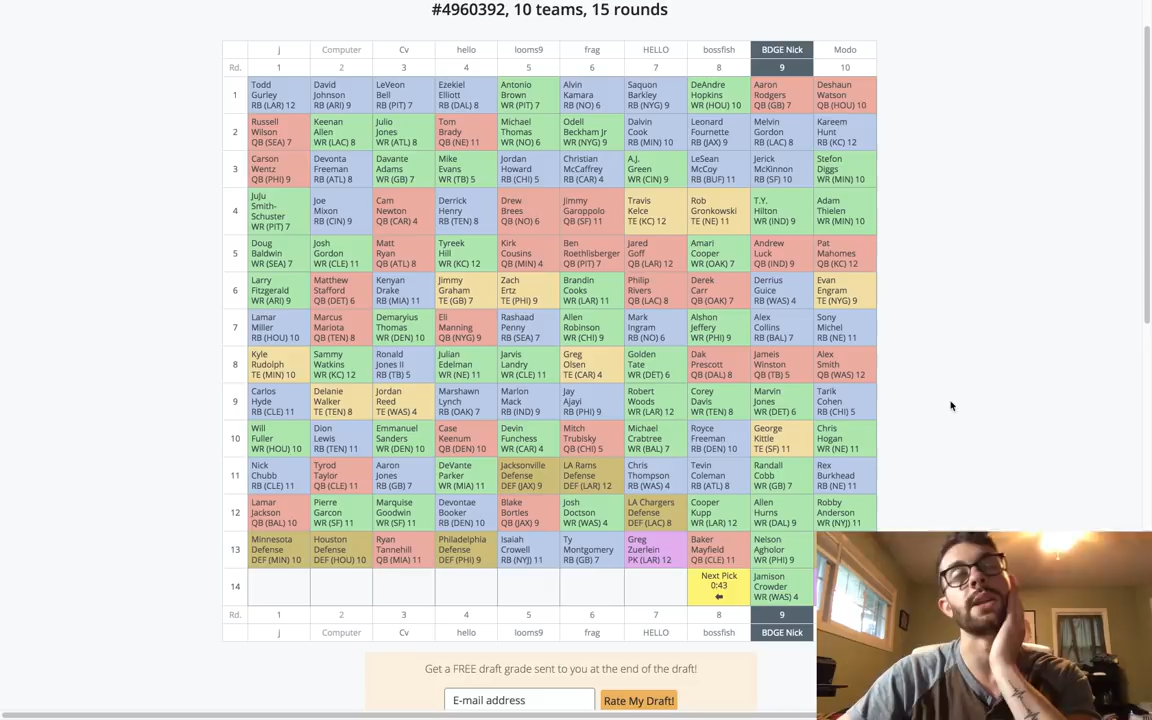 #4960392, 10 teams, 15 rounds
j Computer Cv hello looms9 frag HELLO bossfish BDGE Nick Modo
Rd. 1 2 3 4 5 6 7 8 9 10
Todd David LeVeon Ezekiel Antonio Alvin Saquon DeAndre Aaron Deshaun
1 Gurley Johnson Bell Elliott Brown Kamara Barkley Hopkins Rodgers Watson
RB (LAR) 12 RB (ARI) 9 RB (PIT) 7 RB (DAL) 8 WR (PIT) 7 RB (NO) 6 RB (NYG) 9 WR (HOU) 10 QB (GB) 7 QB (HOU) 10
Russell Keenan Julio Tom Michael Odell Dalvin Leonard Melvin Kareem
2 Wilson Allen Jones Brady Thomas Beckham Jr Cook Fournette Gordon Hunt
QB (SEA) 7 WR (LAC) 8 WR (ATL) 8 QB (NE) 11 WR (NO) 6 WR (NYG) 9 RB (MIN) 10 RB (JAX) 9 RB (LAC) 8 RB (KC) 12
Carson Devonta Davante Mike Jordan Christian A.J. LeSean Jerick Stefon
3 Wentz Freeman Adams Evans Howard McCaffrey Green McCoy McKinnon Diggs
QB (PHI) 9 RB (ATL) 8 WR (GB) 7 WR (TB) 5 RB (CHI) 5 RB (CAR) 4 WR (CIN) 9 RB (BUF) 11 RB (SF) 10 WR (MIN) 10
JuJu Smith- Joe Cam Derrick Drew Jimmy Travis Rob T.Y. Adam
4 Schuster Mixon Newton Henry Brees Garoppolo Kelce Gronkowski Hilton Thielen
WR (PIT) 7 RB (CIN) 9 QB (CAR) 4 RB (TEN) 8 QB (NO) 6 QB (SF) 11 TE (KC) 12 TE (NE) 11 WR (IND) 9 WR (MIN) 10
Doug Josh Matt Tyreek Kirk Ben Jared Amari Andrew Pat
5 Baldwin Gordon Ryan Hill Cousins Roethlisberger Goff Cooper Luck Mahomes
WR (SEA) 7 WR (CLE) 11 QB (ATL) 8 WR (KC) 12 QB (MIN) 4 QB (PIT) 7 QB (LAR) 12 WR (OAK) 7 QB (IND) 9 QB (KC) 12
Larry Matthew Kenyan Jimmy Zach Brandin Philip Derek Derrius Evan
6 Fitzgerald Stafford Drake Graham Ertz Cooks Rivers Carr Guice Engram
WR (ARI) 9 QB (DET) 6 RB (MIA) 11 TE (GB) 7 TE (PHI) 9 WR (LAR) 11 QB (LAC) 8 QB (OAK) 7 RB (WAS) 4 TE (NYG) 9
Lamar Marcus Demaryius Eli Rashaad Allen Mark Alshon Alex Sony
7 Miller Mariota Thomas Manning Penny Robinson Ingram Jeffery Collins Michel
RB (HOU) 10 QB (TEN) 8 WR (DEN) 10 QB (NYG) 9 RB (SEA) 7 WR (CHI) 9 RB (NO) 6 WR (PHI) 9 RB (BAL) 7 RB (NE) 11
Kyle Sammy Ronald Julian Jarvis Greg Golden Dak Jameis Alex
8 Rudolph Watkins Jones II Edelman Landry Olsen Tate Prescott Winston Smith
TE (MIN) 10 WR (KC) 12 RB (TB) 5 WR (NE) 11 WR (CLE) 11 TE (CAR) 4 WR (DET) 6 QB (DAL) 8 QB (TB) 5 QB (WAS) 12
Carlos Delanie Jordan Marshawn Marlon Jay Robert Corey Marvin Tarik
9 Hyde Walker Reed Lynch Mack Ajayi Woods Davis Jones Cohen
RB (CLE) 11 TE (TEN) 8 TE (WAS) 4 RB (OAK) 7 RB (IND) 9 RB (PHI) 9 WR (LAR) 12 WR (TEN) 8 WR (DET) 6 RB (CHI) 5
Will Dion Emmanuel Case Devin Mitch Michael Royce George Chris
10 Fuller Lewis Sanders Keenum Funchess Trubisky Crabtree Freeman Kittle Hogan
WR (HOU) 10 RB (TEN) 11 WR (DEN) 10 QB (DEN) 10 WR (CAR) 4 QB (CHI) 5 WR (BAL) 7 RB (DEN) 10 TE (SF) 11 WR (NE) 11
Nick Tyrod Aaron DeVante Jacksonville LA Rams Chris Tevin Randall Rex
11 Chubb Taylor Jones Parker Defense Defense Thompson Coleman Cobb Burkhead
RB (CLE) 11 QB (CLE) 11 RB (GB) 7 WR (MIA) 11 DEF (JAX) 9 DEF (LAR) 12 RB (WAS) 4 RB (ATL) 8 WR (GB) 7 RB (NE) 11
Lamar Pierre Marquise Devontae Blake Josh LA Chargers Cooper Allen Robby
12 Jackson Garcon Goodwin Booker Bortles Doctson Defense Kupp Hurns Anderson
QB (BAL) 10 WR (SF) 11 WR (SF) 11 RB (DEN) 10 QB (JAX) 9 WR (WAS) 4 DEF (LAC) 8 WR (LAR) 12 WR (DAL) 9 WR (NYJ) 11
Minnesota Houston Ryan Philadelphia Isaiah Ty Greg Baker Nelson
13 Defense Defense Tannehill Defense Crowell Montgomery Zuerlein Mayfield Agholor
DEF (MIN) 10 DEF (HOU) 10 QB (MIA) 11 DEF (PHI) 9 RB (NYJ) 11 RB (GB) 7 PK (LAR) 12 QB (CLE) 11 WR (PHI) 9
Next Pick Jamison
14 0:43 Crowder
WR (WAS) 4
Rd. 1 2 3 4 5 6 7 8 9
j Computer Cv hello looms9 frag HELLO bossfish BDGE Nick
Get a FREE draft grade sent to you at the end of the draft!
E-mail address Rate My Draft!